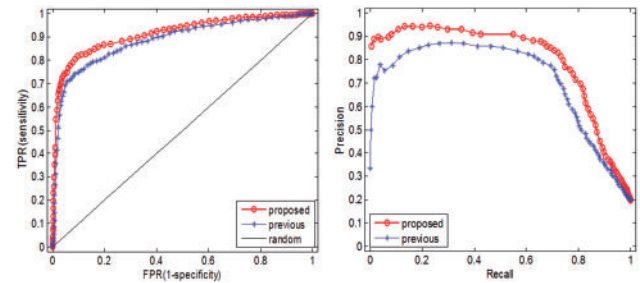 1
0.9
0.8
0.7
0.6
0.5
0.4
0.3
0.2
0.1
0
TPR(sensitivity)
0 0.2 0.4 0.6 0.8 1
FPR(1-specificity)
proposed
previous
random
1
0.9
0.8
0.7
0.6
0.5
0.4
0.3
0.2
0.1
0
Precision
0 0.2 0.4 0.6 0.8 1
Recall
proposed
previous